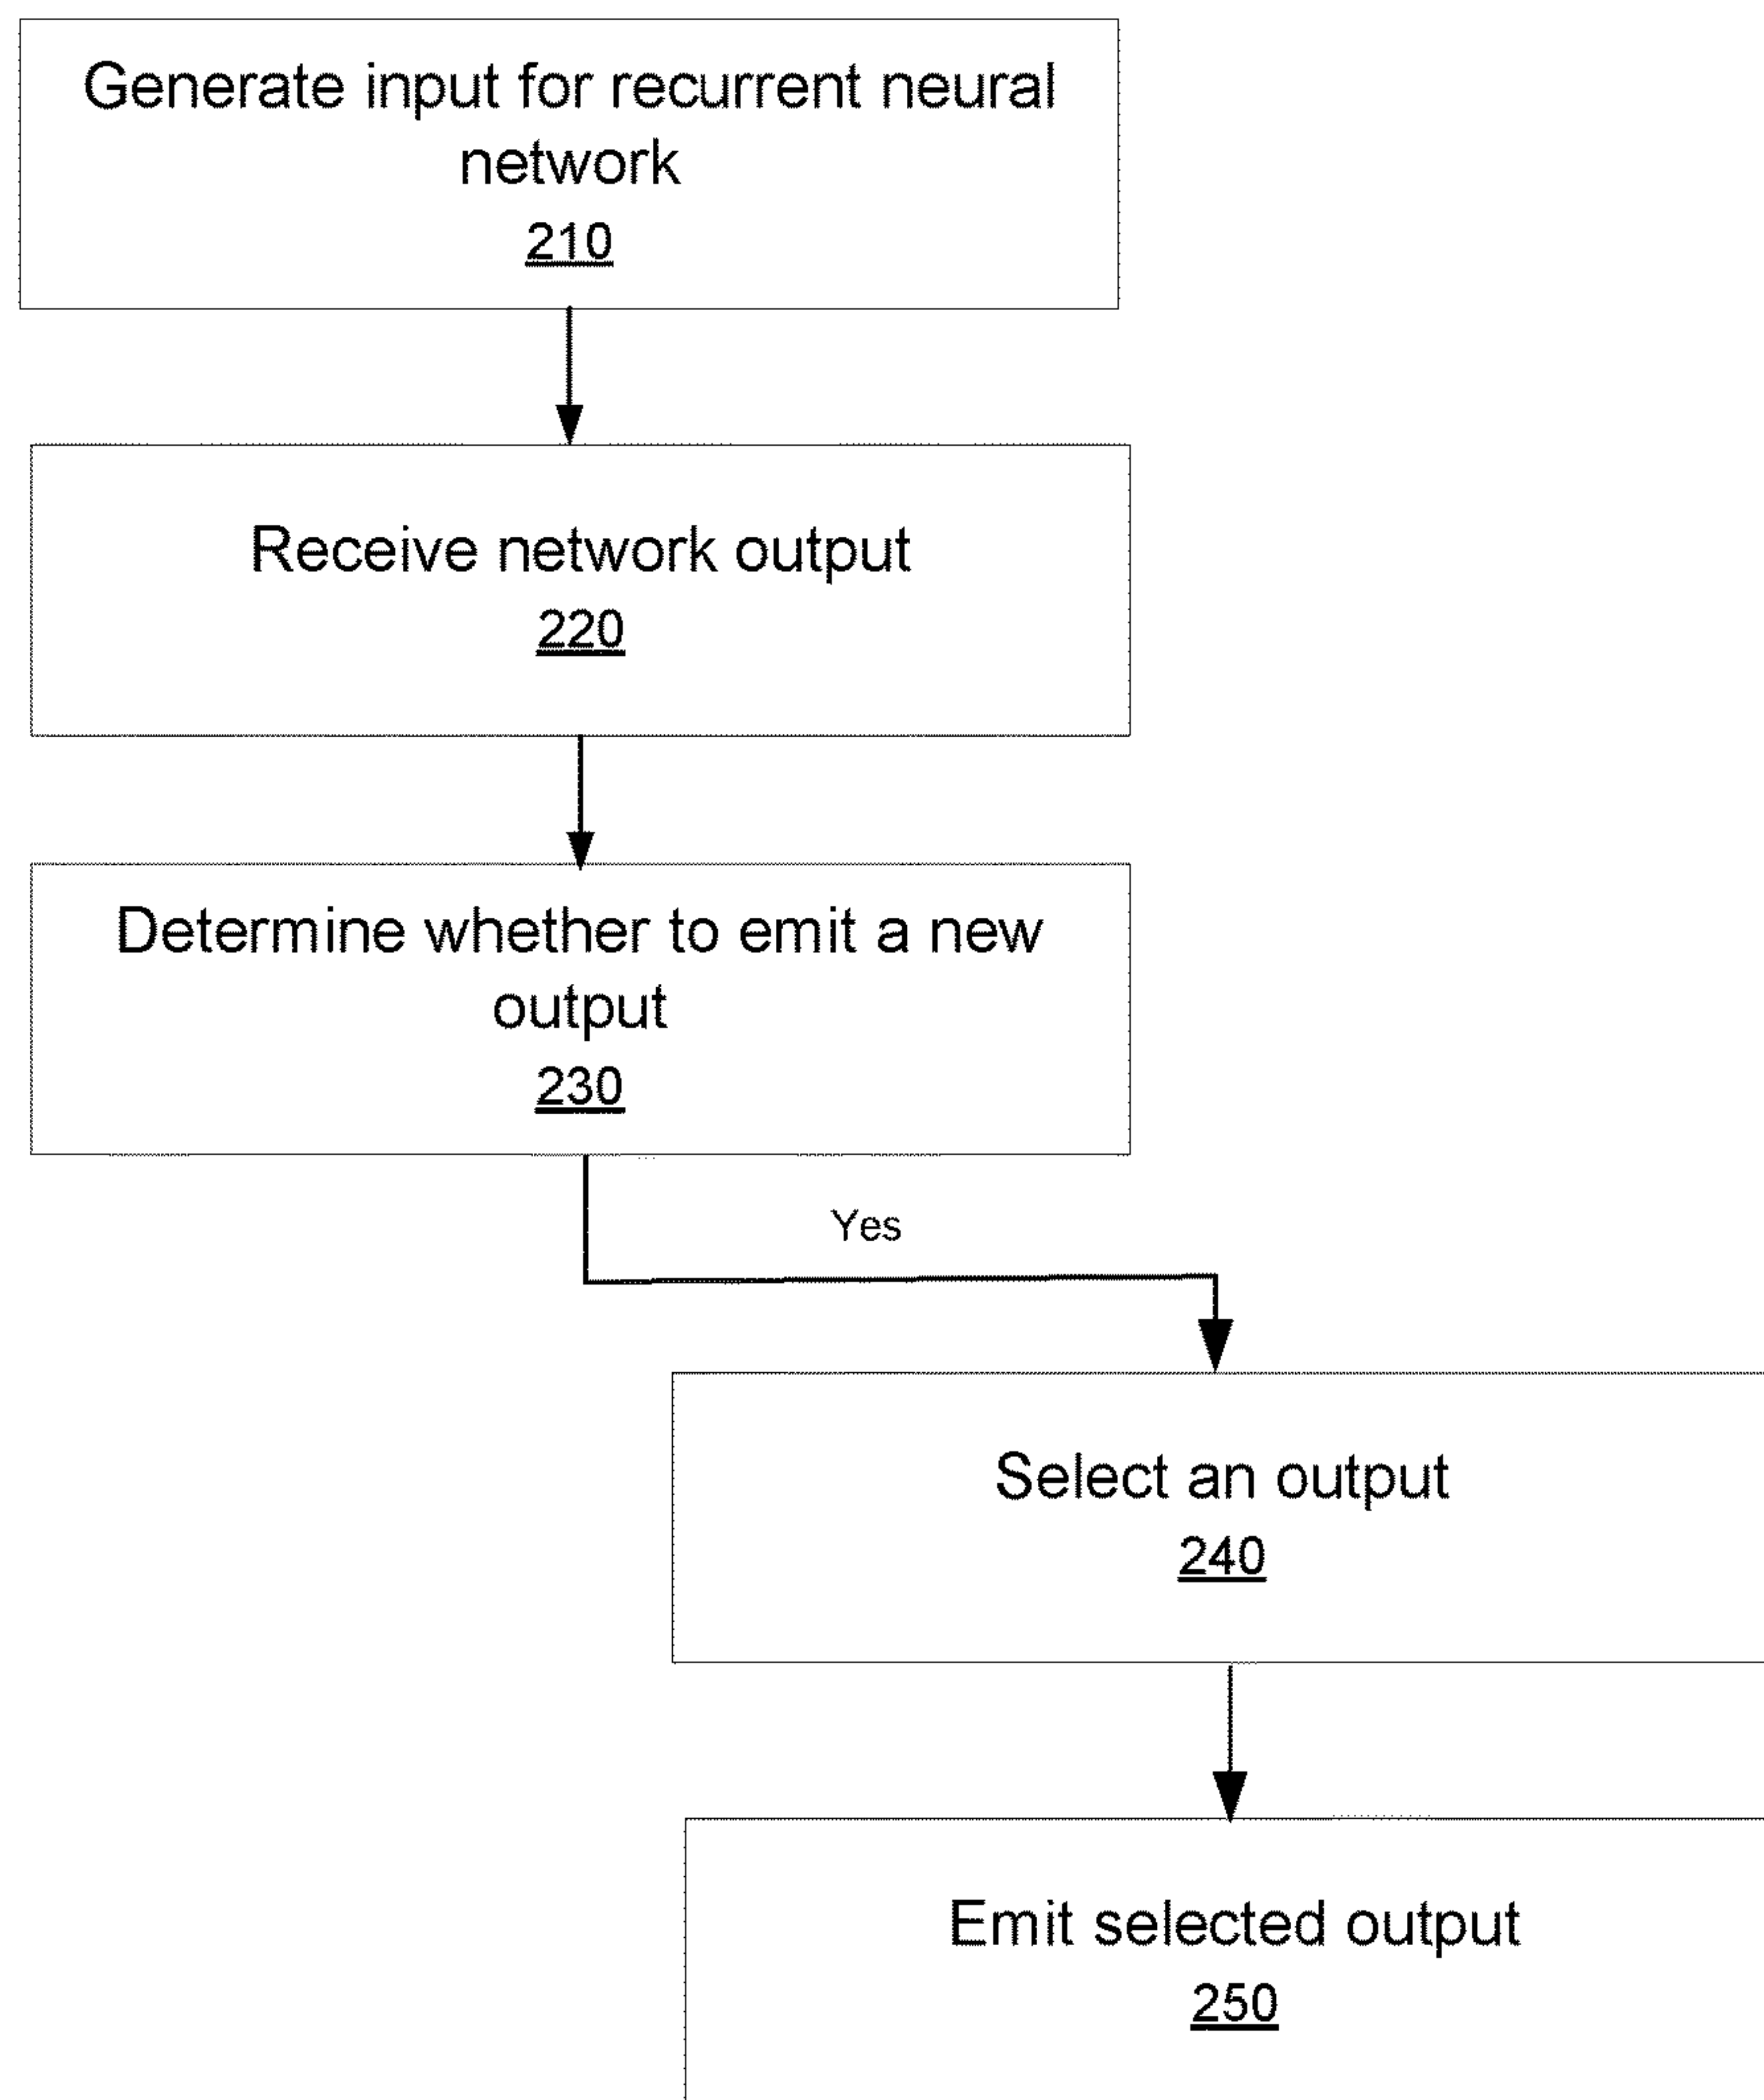 Generate input for recurrent neural
network
210
Receive network output
220
Determine whether to emit a new
output
230
Yes
Select an output
240
Emit selected output
250